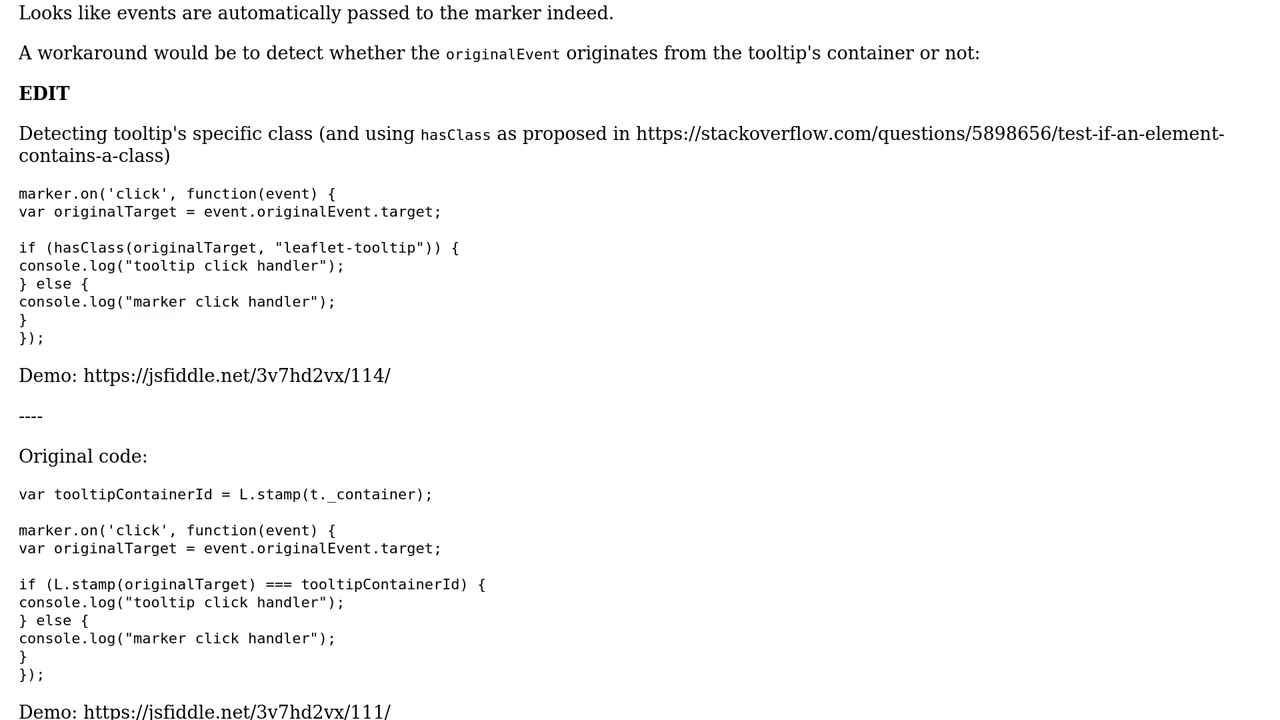 Looks like events are automatically passed to the marker indeed.
A workaround would be to detect whether the originalEvent originates from the tooltip's container or not:
EDIT
Detecting tooltip's specific class (and using hasClass as proposed in https://stackoverflow.com/questions/5898656/test-if-an-element-
contains-a-class)
marker.on('click', function(event) {
var originalTarget = event.originalEvent.target;
if (hasClass(originalTarget, "leaflet-tooltip")) {
console.log("tooltip click handler");
} else {
console.log("marker click handler");
}
});
Demo: https://jsfiddle.net/3v7hd2vx/114/
----
Original code:
var tooltipContainerId = L.stamp(t._container);
marker.on('click', function(event) {
var originalTarget = event.originalEvent.target;
if (L.stamp(originalTarget) === tooltipContainerId) {
console.log("tooltip click handler");
} else {
console.log("marker click handler");
}
});
Demo: https://jsfiddle.net/3v7hd2vx/111/